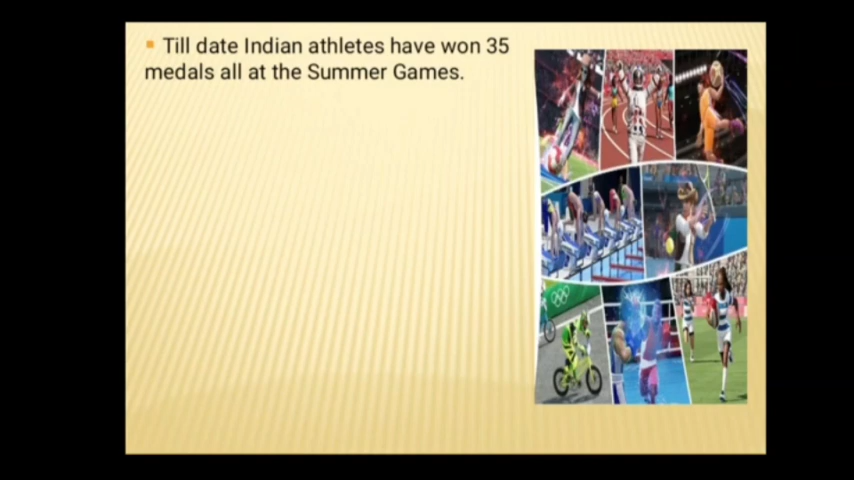 Till date Indian athletes have won 35
medals all at the Summer Games.